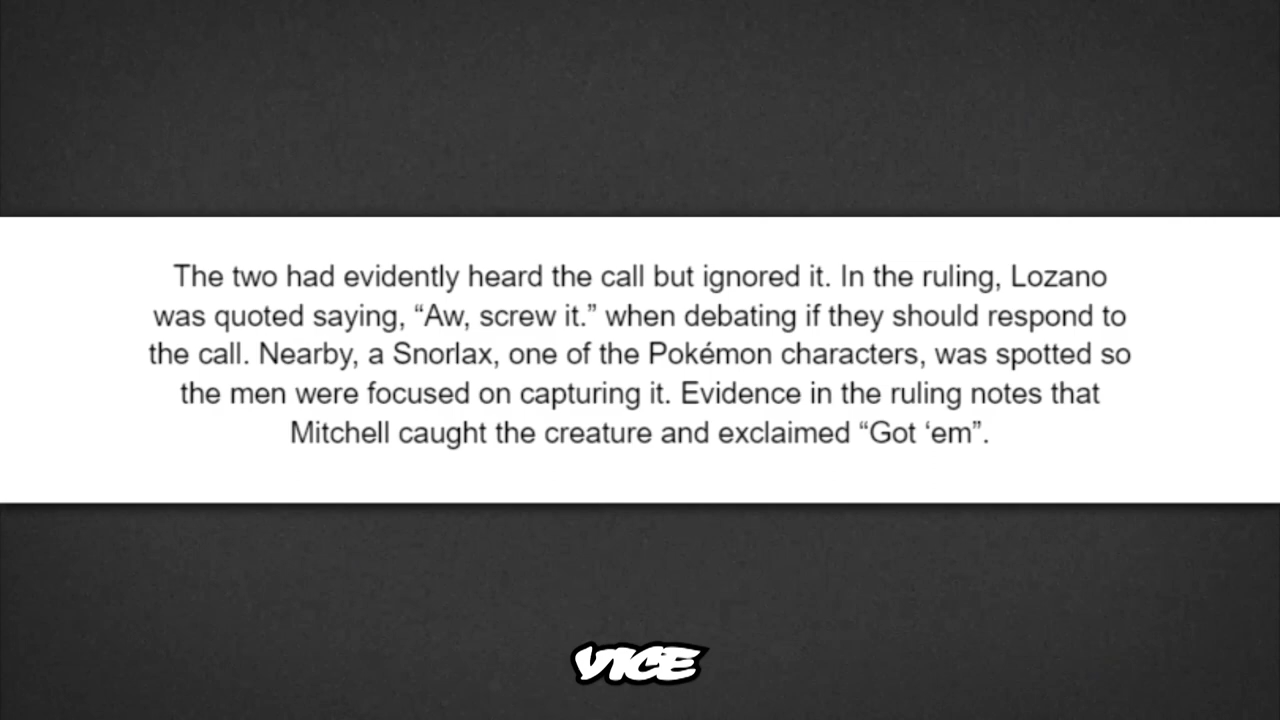 The two had evidently heard the call but ignored it. In the ruling, Lozano
was quoted saying, “Aw, screw it.” when debating if they should respond to
the call. Nearby, a Snorlax, one of the Pokémon characters, was spotted so
the men were focused on capturing it. Evidence in the ruling notes that
Mitchell caught the creature and exclaimed “Got ‘em”.
VICE